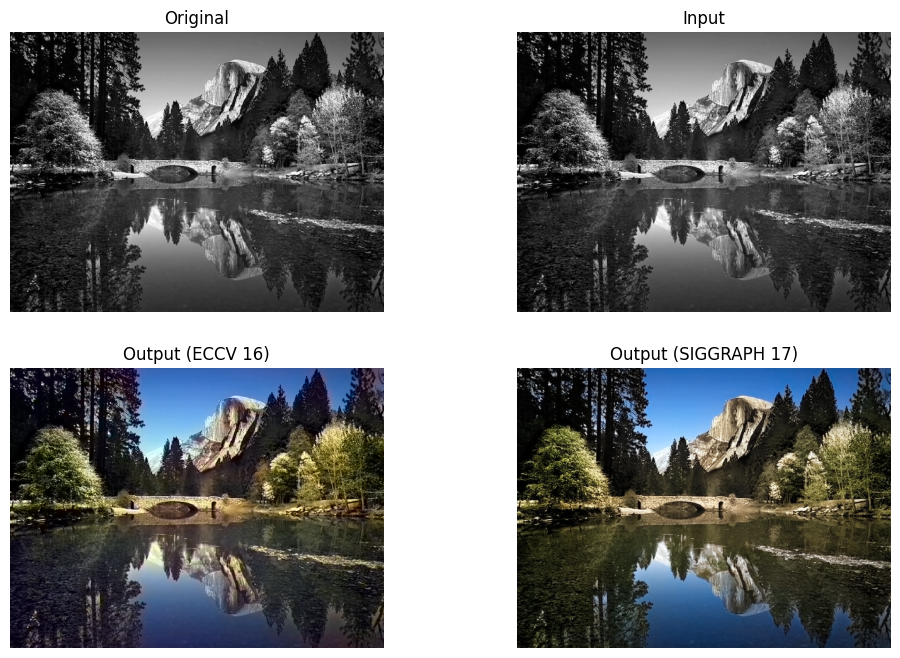 Original
Input
Output (ECCV 16)
Output (SIGGRAPH 17)